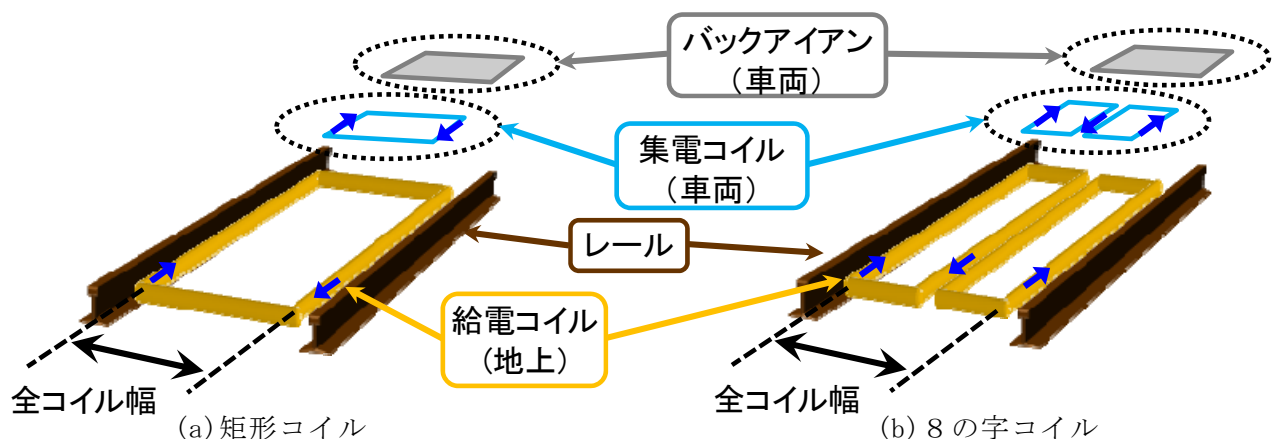 バックアイアン
（車両）
集電コイル
（車両）
レール
給電コイル
（地上）
全コイル幅
全コイル幅
(a)矩形コイル
(b)８の字コイル